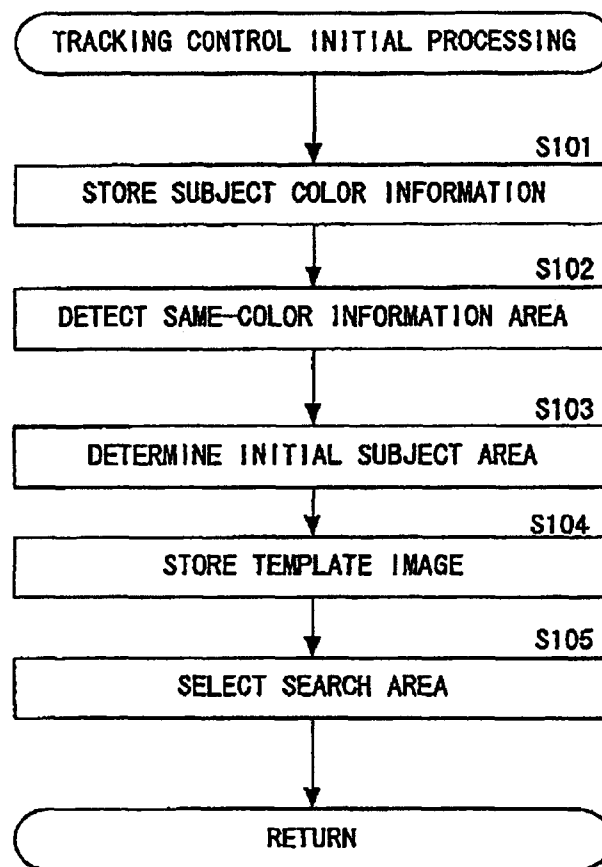 TRACKING CONTROL INITIAL PROCESSING
S101
STORE SUBJECT COLOR INFORMATION
S102
DETECT SAME-COLOR INFORMATION AREA
S103
DETERMINE INITIAL SUBJECT AREA
S104
STORE TEMPLATE IMAGE
S105
SELECT SEARCH AREA
RETURN